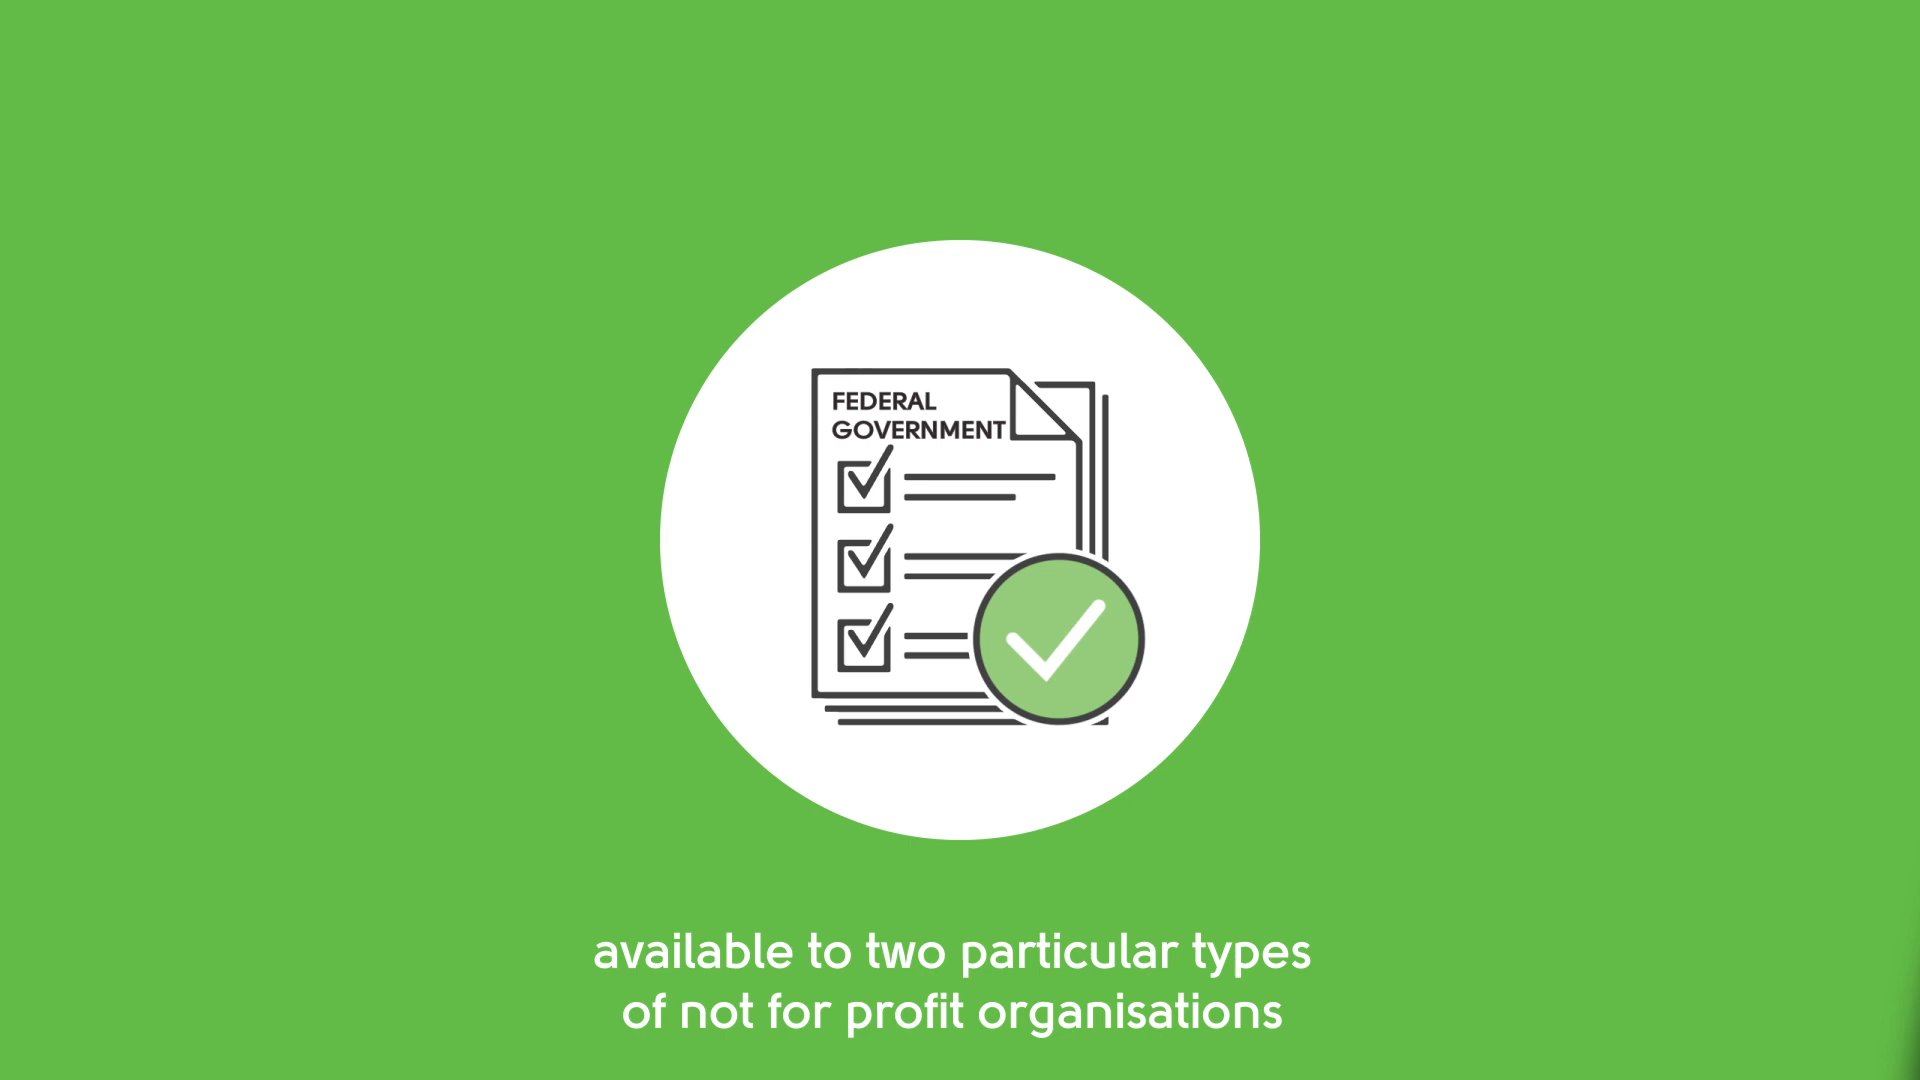 FEDERAL
GOVERNMENT
available to two particular types
of not for profit organisations